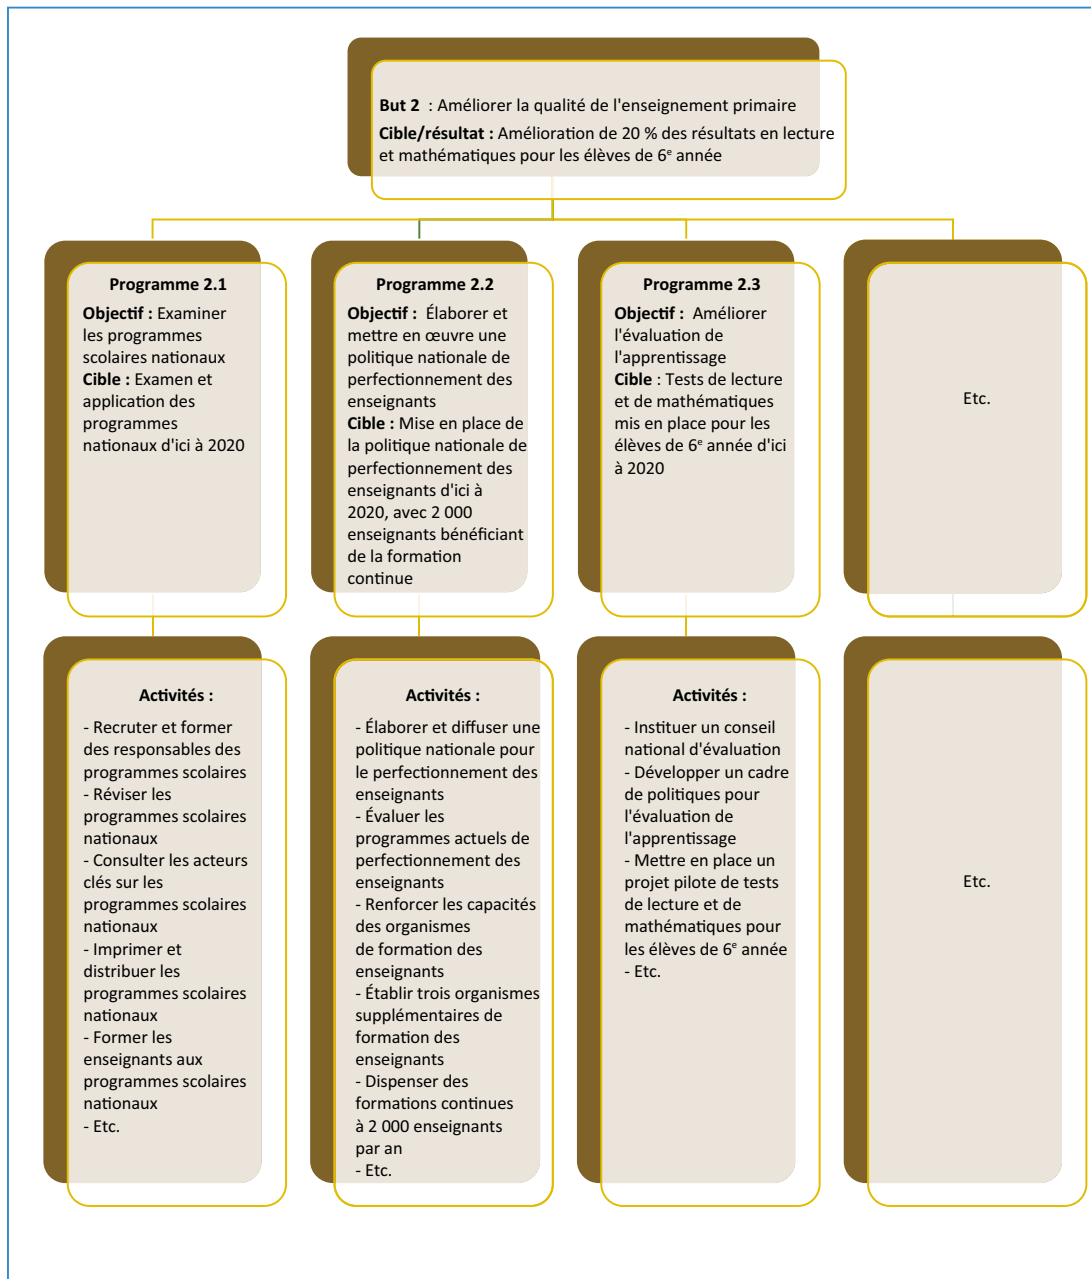 But 2  : Améliorer la qualité de l'enseignement primaire
Cible/résultat : Amélioration de 20 % des résultats en lecture
et mathématiques pour les élèves de 6e année
Programme 2.1
Objectif : Examiner
les programmes
scolaires nationaux
Cible : Examen et
application des
programmes
nationaux d'ici à 2020
Programme 2.2
Objectif :  Élaborer et
mettre en œuvre une
politique nationale de
perfectionnement des
enseignants
Cible : Mise en place de
la politique nationale de
perfectionnement des
enseignants d'ici à
2020, avec 2 000
enseignants bénéficiant
de la formation
continue
Programme 2.3
Objectif :  Améliorer
l'évaluation de
l'apprentissage
Cible : Tests de lecture
et de mathématiques
mis en place pour les
élèves de 6e année d'ici
à 2020
Etc.
Activités :
- Recruter et former
des responsables des
programmes scolaires
- Réviser les
programmes scolaires
nationaux
- Consulter les acteurs
clés sur les
programmes scolaires
nationaux
- Imprimer et
distribuer les
programmes scolaires
nationaux
- Former les
enseignants aux
programmes scolaires
nationaux
- Etc.
Activités :
- Élaborer et diffuser une
politique nationale pour
le perfectionnement des
enseignants
- Évaluer les
programmes actuels de
perfectionnement des
enseignants
- Renforcer les capacités
des organismes
de formation des
enseignants
- Établir trois organismes
supplémentaires de
formation des
enseignants
- Dispenser des
formations continues
à 2 000 enseignants
par an
- Etc.
Activités :
- Instituer un conseil
national d'évaluation
- Développer un cadre
de politiques pour
l'évaluation de
l'apprentissage
- Mettre en place un
projet pilote de tests
de lecture et de
mathématiques pour
les élèves de 6e année
- Etc.
Etc.